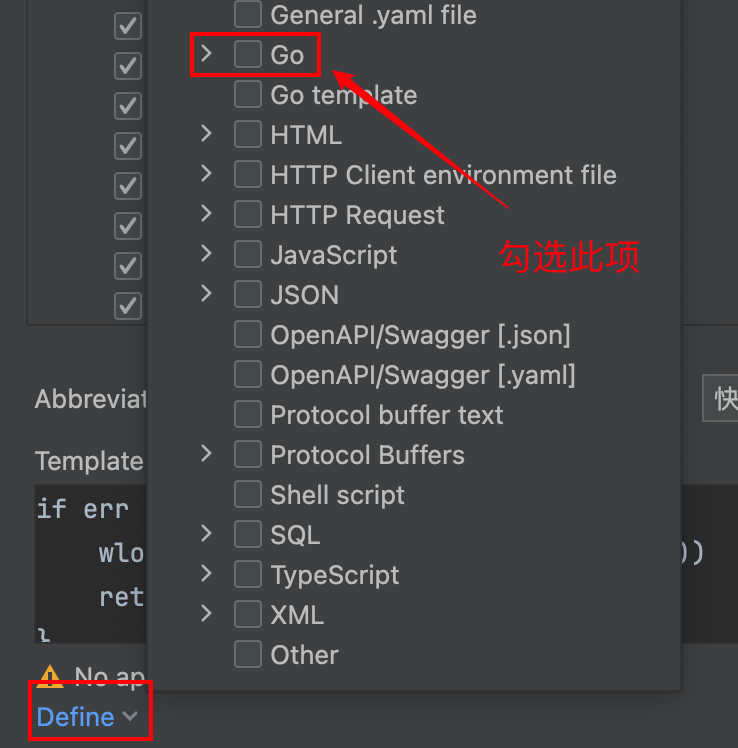 General .yaml file
Go
Go template
HTML
HTTP Client environment file
HTTP Request
JavaScript
勾选此项
JSON
OpenAPI/Swagger [.json]
OpenAPI/Swagger [.yaml]
Abbreviat
快
Protocol buffer text
Template
Protocol Buffers
Shell script
if err
SQL
wlo
))
TypeScript
ret
XML
}
Other
No ap
Define